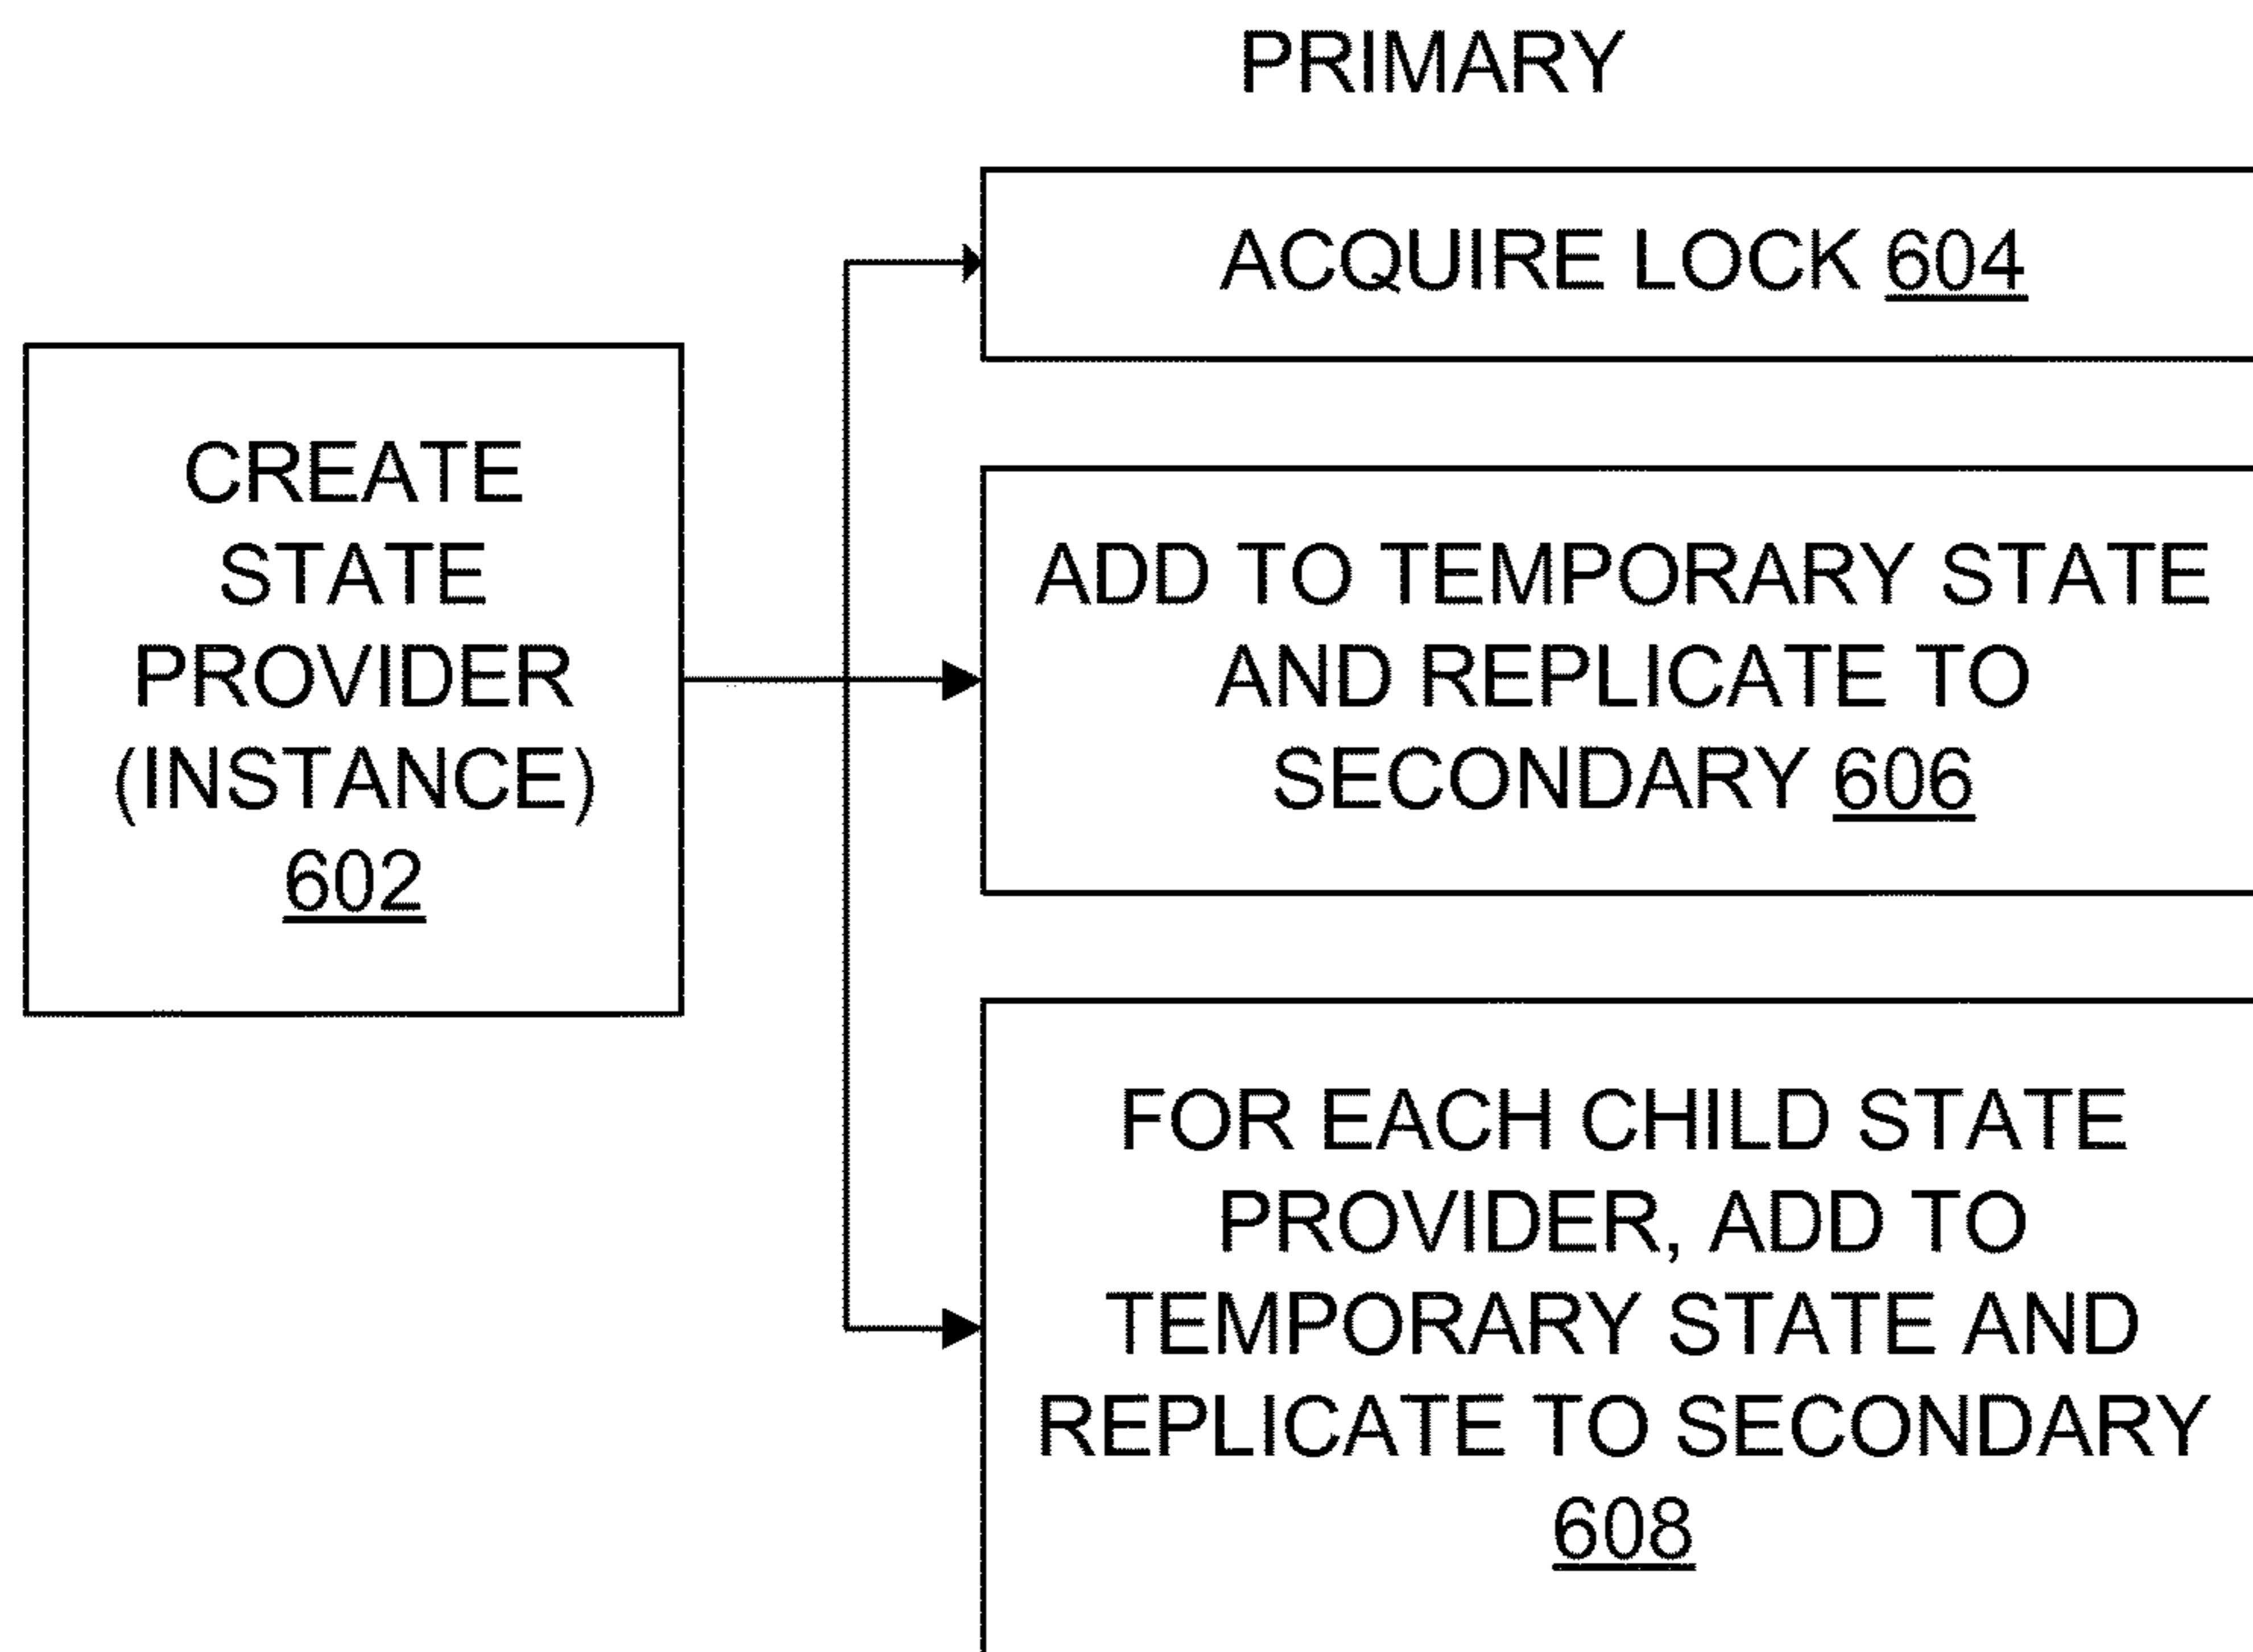 PRIMARY
ACQUIRE LOCK 604
CREATE
STATE
PROVIDER
(INSTANCE)
602
ADD TO TEMPORARY STATE
AND REPLICATE TO
SECONDARY 606
FOR EACH CHILD STATE
PROVIDER, ADD TO
TEMPORARY STATE AND
REPLICATE TO SECONDARY
608